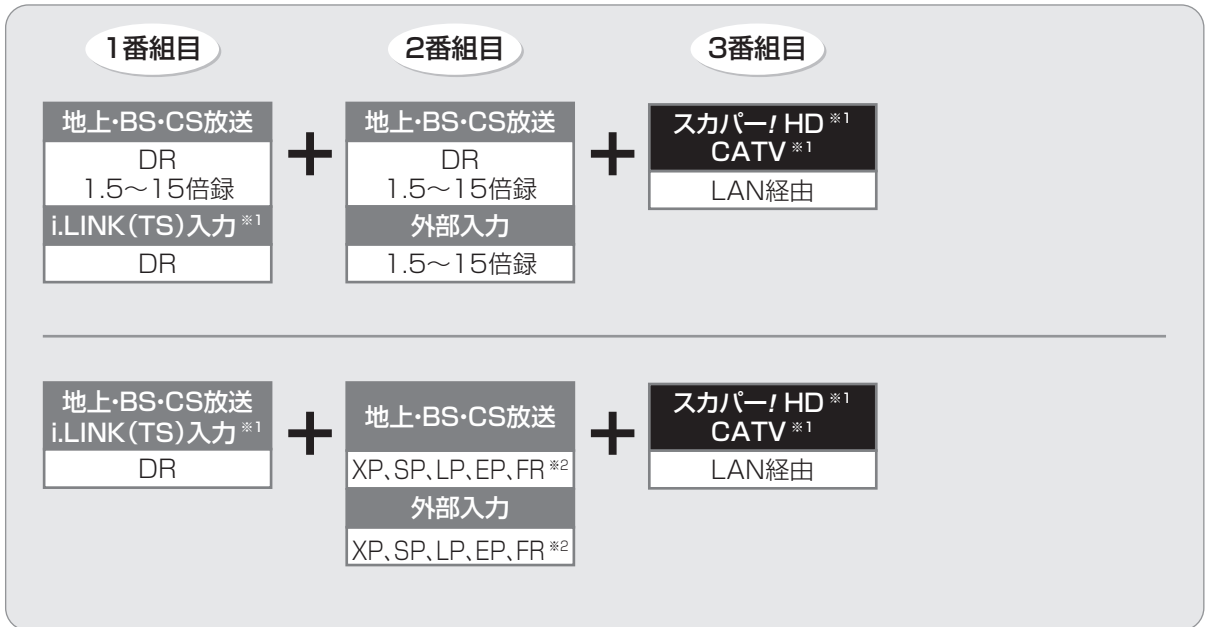 1番組目
2番組目
3番組目
地上・BS・CS放送
DR
1.5～15倍録
i.LINK(TS)入力※1
DR
+
地上・BS・CS放送
DR
1.5～15倍録
外部入力
1.5～15倍録
+
スカパー! HD※1
CATV※1
LAN経由
地上・BS・CS放送
i.LINK(TS)入力※1
DR
+
地上・BS・CS放送
XP、SP、LP、EP、FR※2
外部入力
XP、SP、LP、EP、FR※2
+
スカパー! HD※1
CATV※1
LAN経由